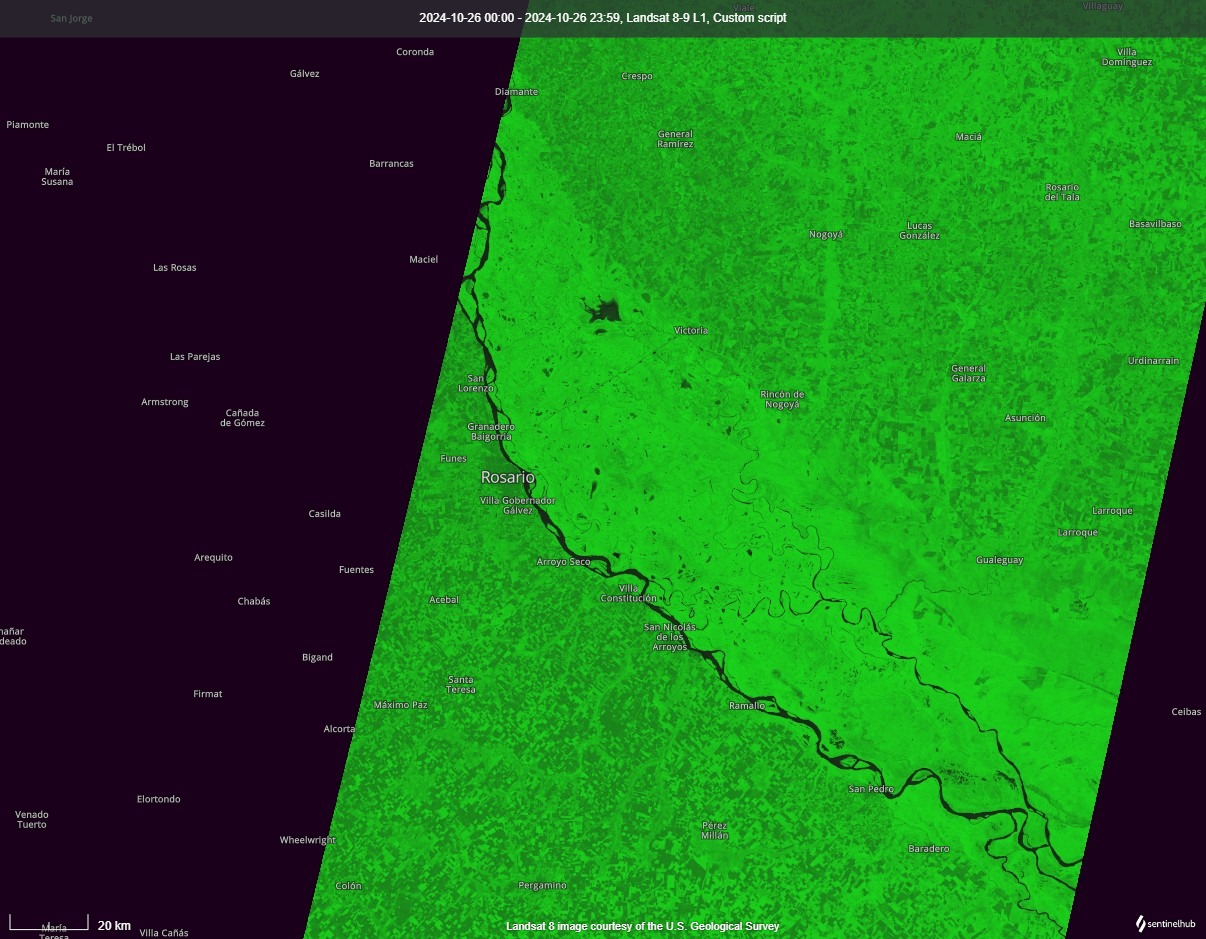 San Jorge
Viale
Villaguay
2024-10-26 00:00 - 2024-10-26 23:59, Landsat 8-9 L1, Custom script
Coronda
Villa
Domínguez
Gálvez
Crespo
Diamante
Piamonte
General
Ramírez
Maciá
El Trébol
Barrancas
María
Susana
Rosario
del Tala
Basavilbaso
Nogoyá
Lucas
González
Maciel
Las Rosas
Victoria
Las Parejas
Urdinarrain
General
Galarza
San
Lorenzo
Armstrong
Rincón de
Nogoyá
Cañada
de Gómez
Asunción
Granadero
Baigorria
Funes
Rosario
Villa Gobernador
Gálvez
Casilda
Larroque
Larroque
Arequito
Arroyo Seco
Gualeguay
Fuentes
Villa
Constitución
Chabás
Acebal
ñañar
deado
San Nicolás
de los
Arroyos
Bigand
Santa
Teresa
Firmat
Máximo Paz
Ramallo
Ceibas
Alcorta
San Pedro
Elortondo
Venado
Tuerto
Pérez
Millán
Wheelwright
Baradero
Colón
Pergamino
20 km
María
Teresa
Villa Cañás
Landsat 8 image courtesy of the U.S. Geological Survey
sentinelhub